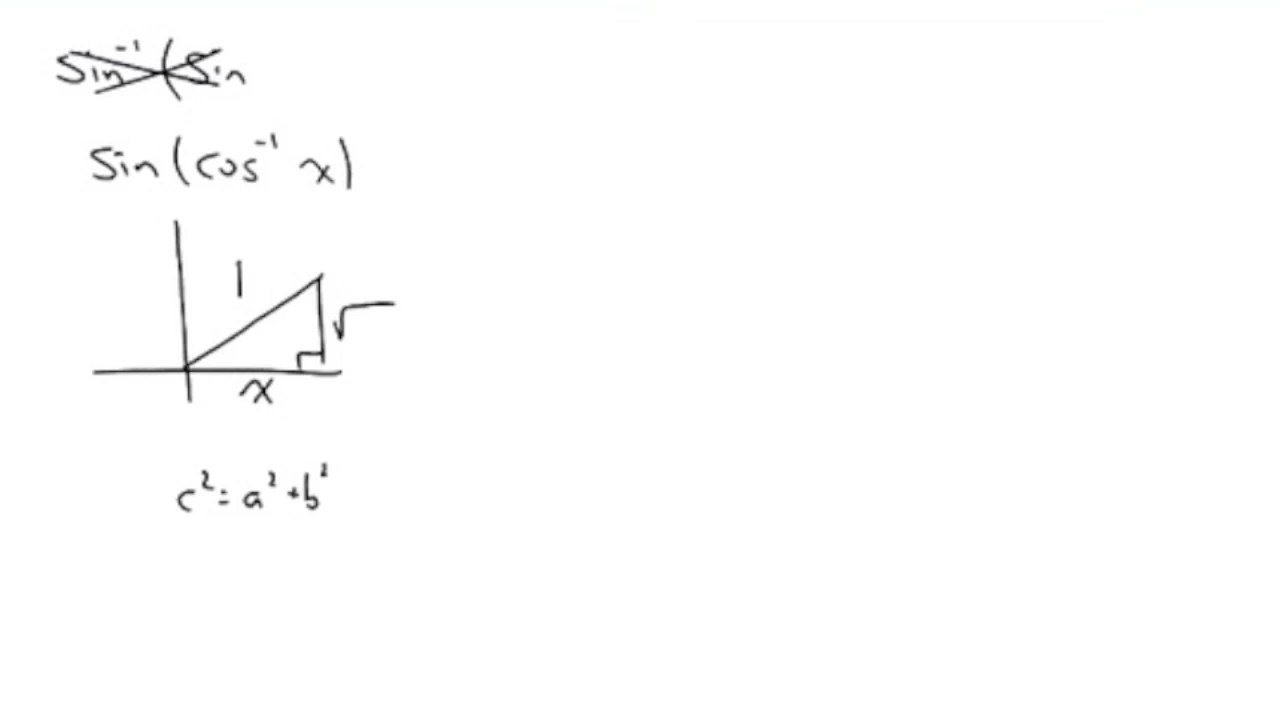 sin⁻¹(sin
sin(cos⁻¹ x)
1
√
x
c² = a² + b²